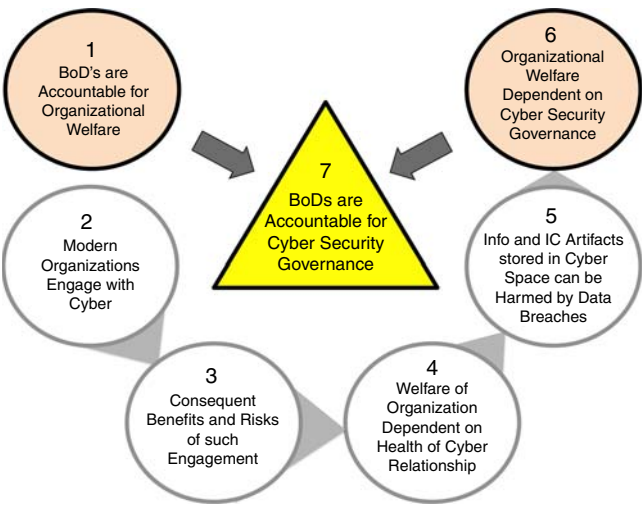 1
BoD's are
Accountable for
Organizational
Welfare
2
Modern
Organizations
Engage with
Cyber
3
Consequent
Benefits and Risks
of such
Engagement
4
Welfare of
Organization
Dependent on
Health of Cyber
Relationship
5
Info and IC Artifacts
stored in Cyber
Space can be
Harmed by Data
Breaches
6
Organizational
Welfare
Dependent on
Cyber Security
Governance
7
BoDs are
Accountable for
Cyber Security
Governance